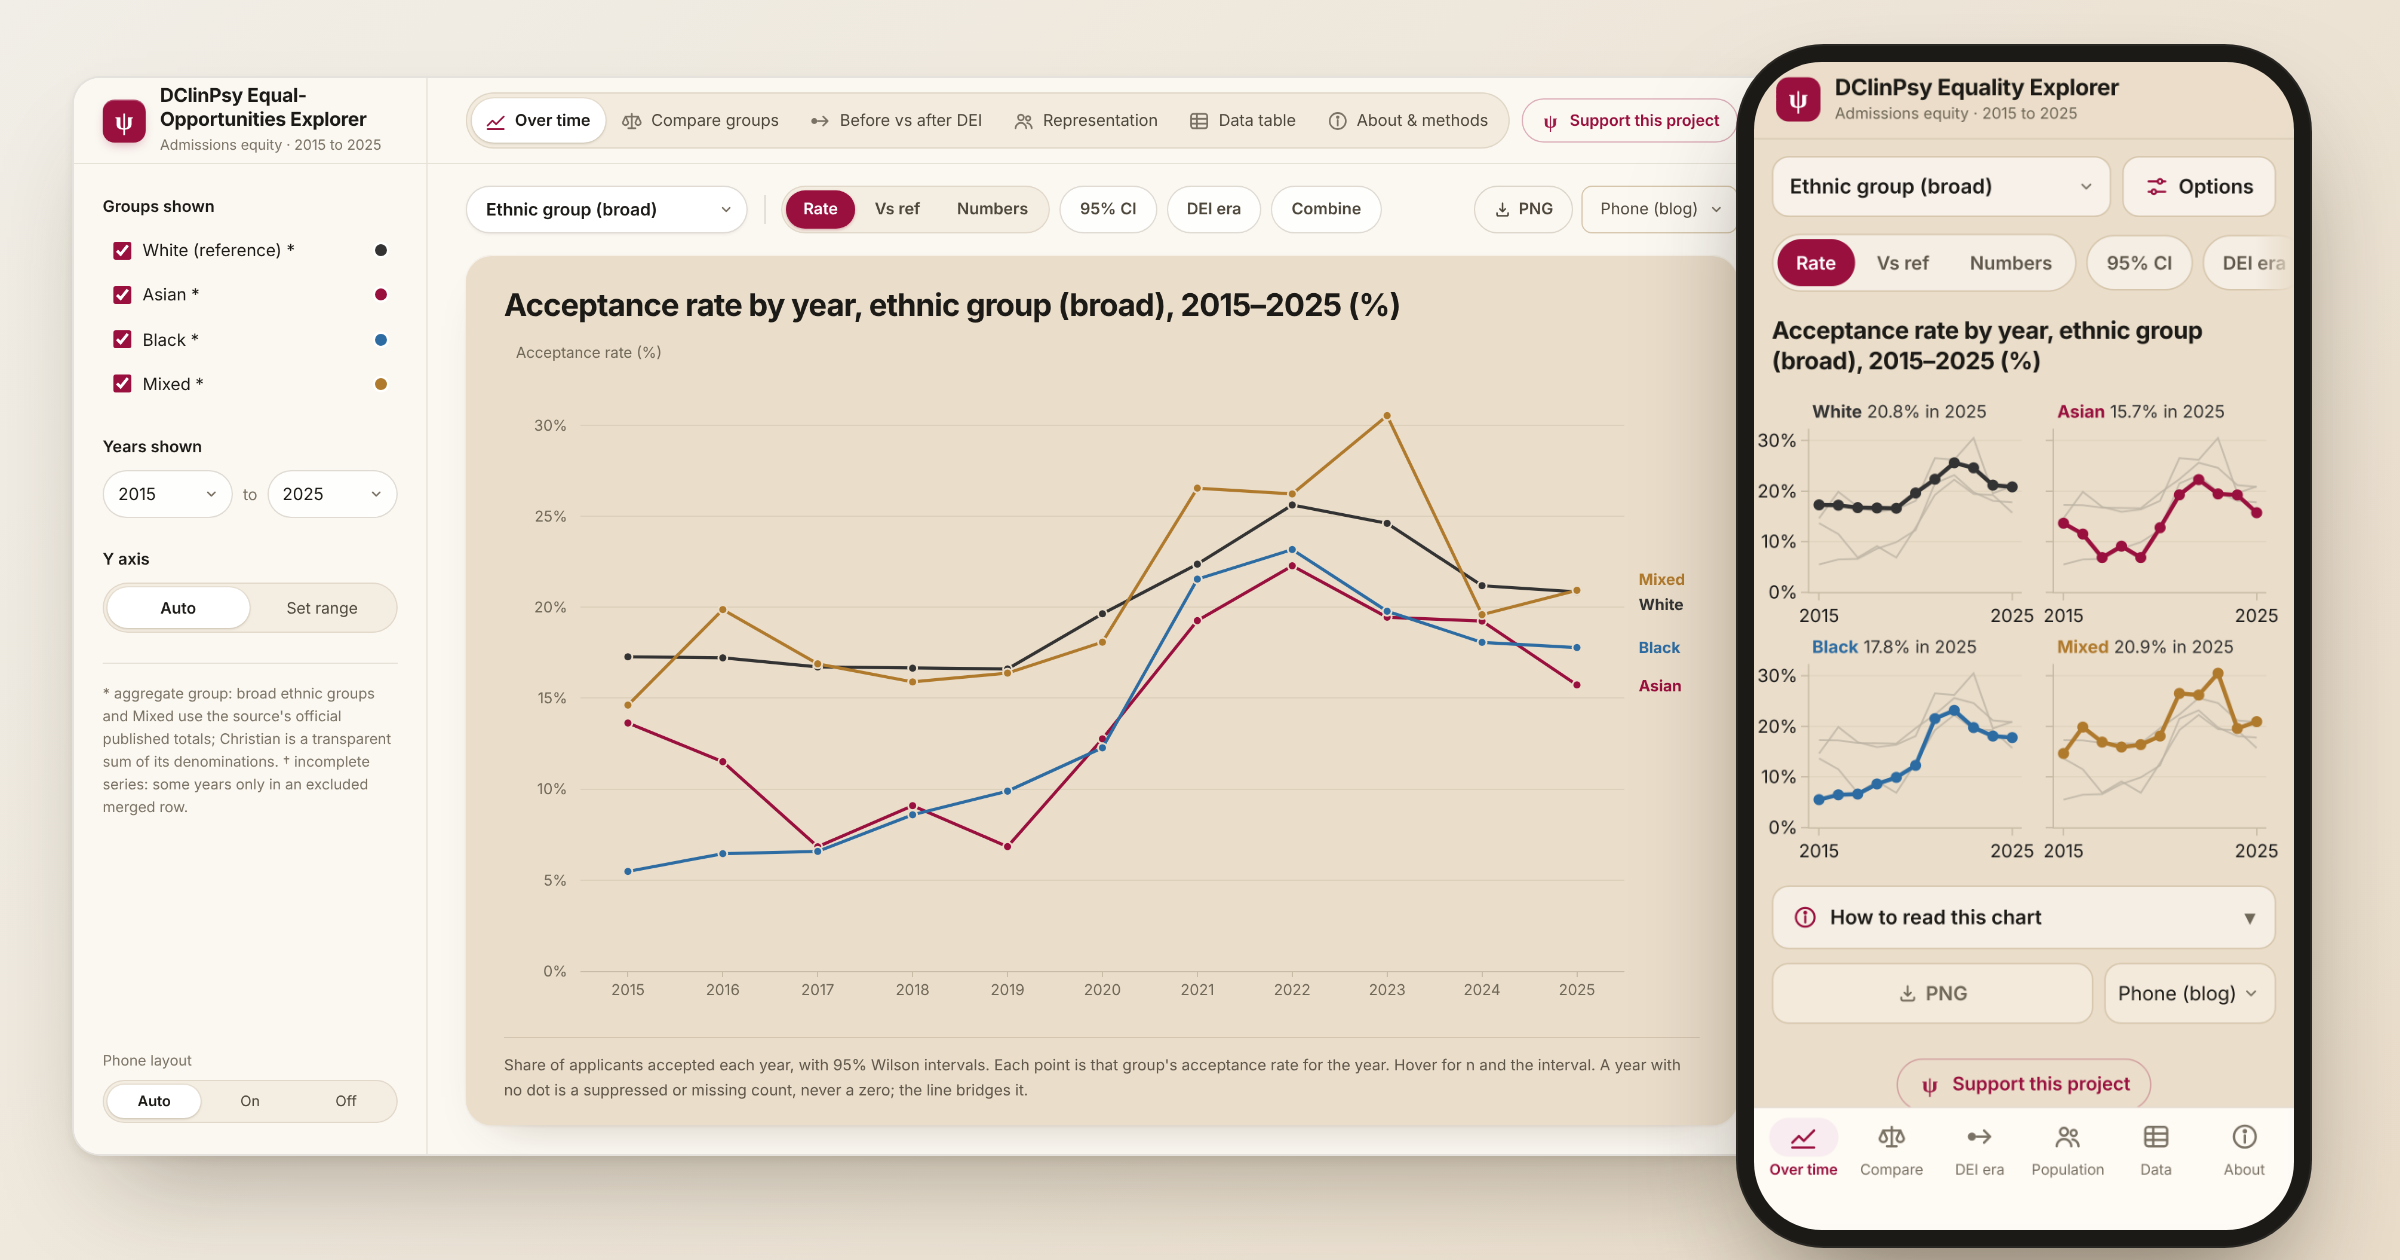 DClinPsy Equal-
Opportunities Explorer
Admissions equity · 2015 to 2025
Over time
Compare groups
Before vs after DEI
Representation
Data table
About & methods
Support this project
Groups shown
White (reference) *
Asian *
Black *
Mixed *
Years shown
2015 to 2025
Y axis
Auto
Set range
* aggregate group: broad ethnic groups
and Mixed use the source's official
published totals; Christian is a transparent
sum of its denominations. † incomplete
series: some years only in an excluded
merged row.
Phone layout
Auto
On
Off
Ethnic group (broad)
Rate
Vs ref
Numbers
95% CI
DEI era
Combine
PNG
Phone (blog)
Acceptance rate by year, ethnic group (broad), 2015–2025 (%)
Acceptance rate (%)
30%
25%
20%
15%
10%
5%
0%
2015 2016 2017 2018 2019 2020 2021 2022 2023 2024 2025
Mixed
White
Black
Asian
Share of applicants accepted each year, with 95% Wilson intervals. Each point is that group's acceptance rate for the year. Hover for n and the interval. A year with
no dot is a suppressed or missing count, never a zero; the line bridges it.
DClinPsy Equality Explorer
Admissions equity · 2015 to 2025
Ethnic group (broad)
Options
Rate
Vs ref
Numbers
95% CI
DEI era
Acceptance rate by year, ethnic group
(broad), 2015–2025 (%)
White 20.8% in 2025
Asian 15.7% in 2025
30%
20%
10%
0%
2015 2025 2015 2025
Black 17.8% in 2025
Mixed 20.9% in 2025
30%
20%
10%
0%
2015 2025 2015 2025
How to read this chart
PNG
Phone (blog)
Support this project
Over time
Compare
DEI era
Population
Data
About